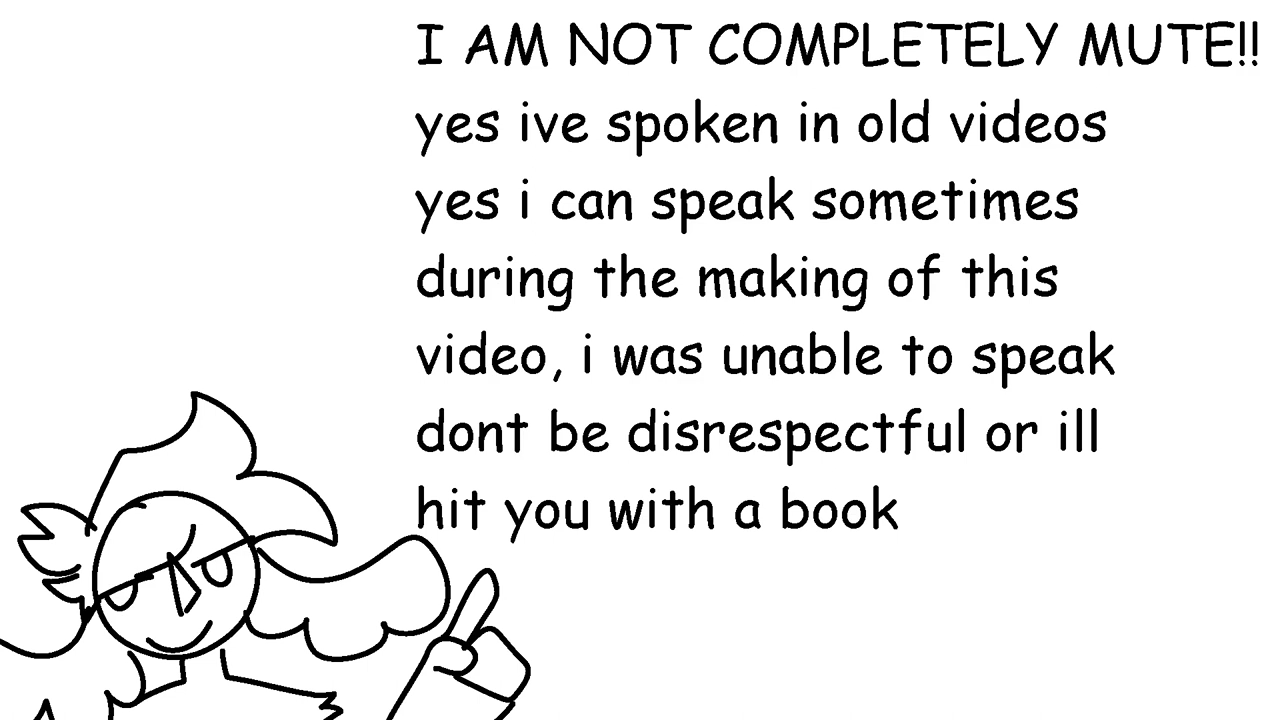 I AM NOT COMPLETELY MUTE!!
yes ive spoken in old videos
yes i can speak sometimes
during the making of this
video, i was unable to speak
dont be disrespectful or ill
hit you with a book